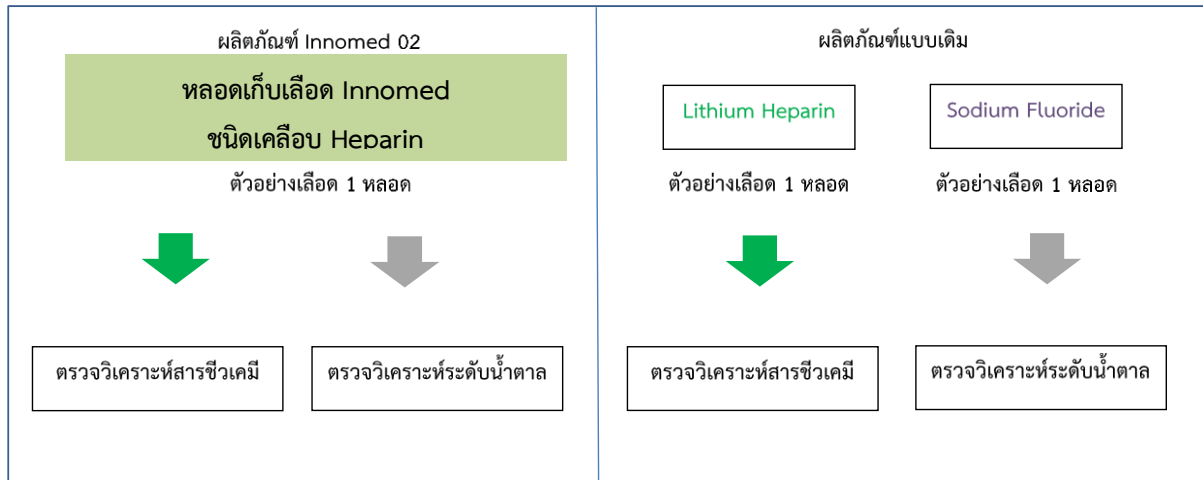 ผลิตภัณฑ์ Innomed 02
หลอดเก็บเลือด Innomed
ชนิดเคลือบ Heparin
ตัวอย่างเลือด 1 หลอด
ตรวจวิเคราะห์สารชีวเคมี
ตรวจวิเคราะห์ระดับน้ำตาล
ผลิตภัณฑ์แบบเดิม
Lithium Heparin
Sodium Fluoride
ตัวอย่างเลือด 1 หลอด
ตัวอย่างเลือด 1 หลอด
ตรวจวิเคราะห์สารชีวเคมี
ตรวจวิเคราะห์ระดับน้ำตาล